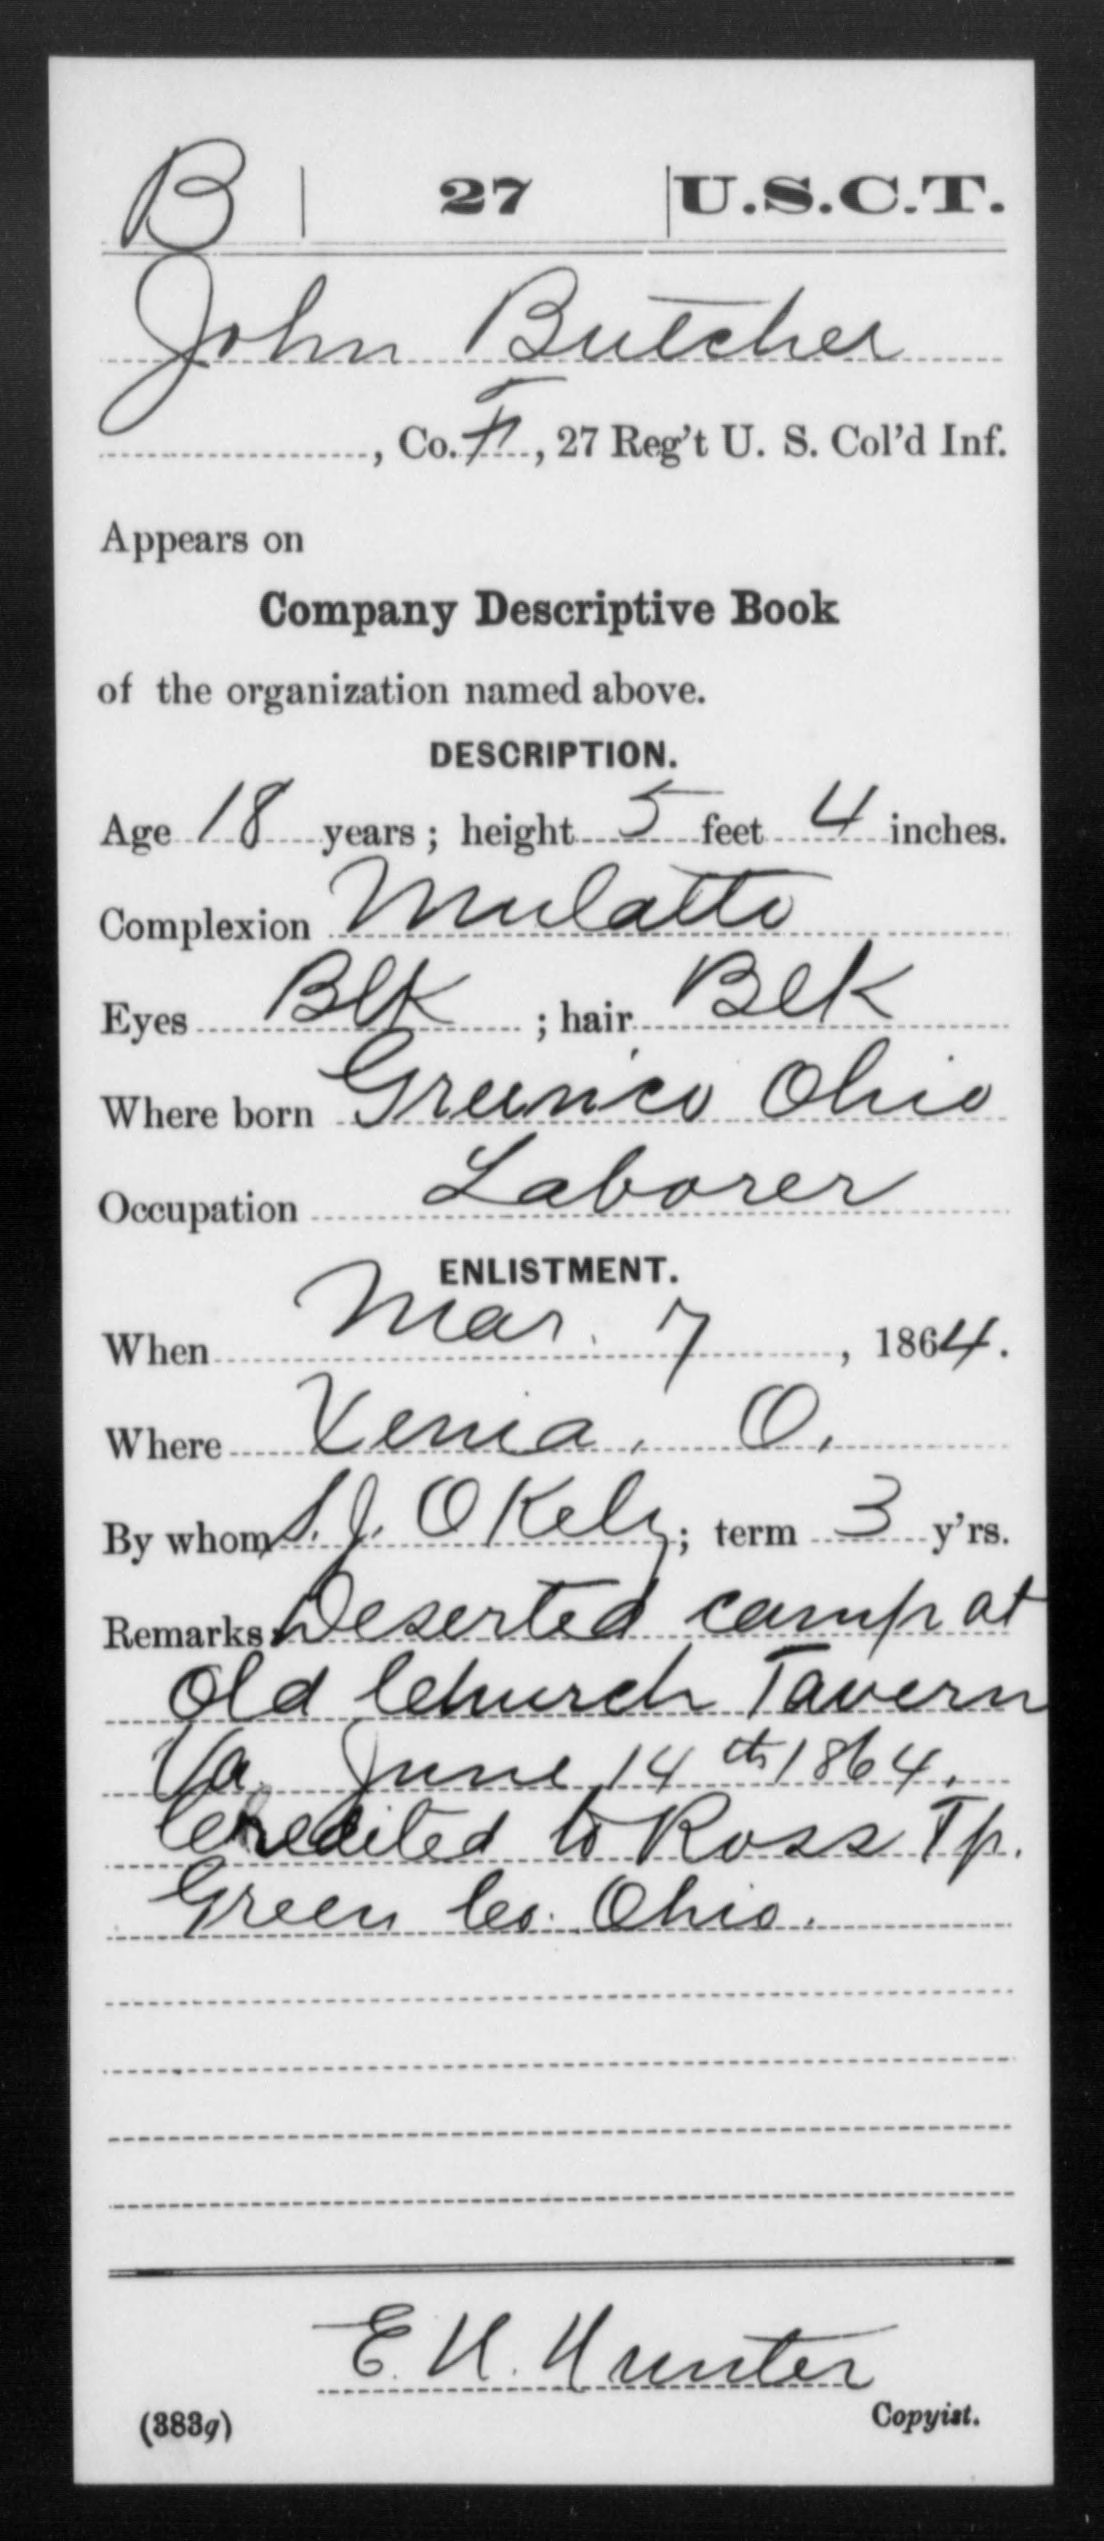 B | 27 | U.S.C.T.
John Butcher
, Co. F, 27 Reg't U. S. Col'd Inf.
Appears on
Company Descriptive Book
of the organization named above.
DESCRIPTION.
Age 18 years; height 5 feet 4 inches.
Complexion Mulatto
Eyes Blk ; hair Blk
Where born Green co Ohio
Occupation Laborer
ENLISTMENT.
When Mar. 7, 1864.
Where Xenia. O.
By whom S. J. OKely; term 3 y'rs.
Remarks: Deserted camp at
Old Church Tavern
Va. June 14th 1864.
Credited to Ross Tp.
Green Co. Ohio.
E. H. Hunter
(383g) Copyist.